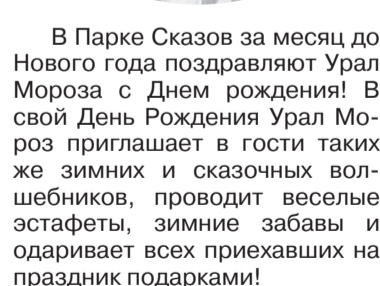 В Парке Сказов за месяц до
Нового года поздравляют Урал
Мороза с Днем рождения! В
свой День Рождения Урал Мо-
роз приглашает в гости таких
же зимних и сказочных вол-
шебников, проводит веселые
эстафеты, зимние забавы и
одаривает всех приехавших на
праздник подарками!